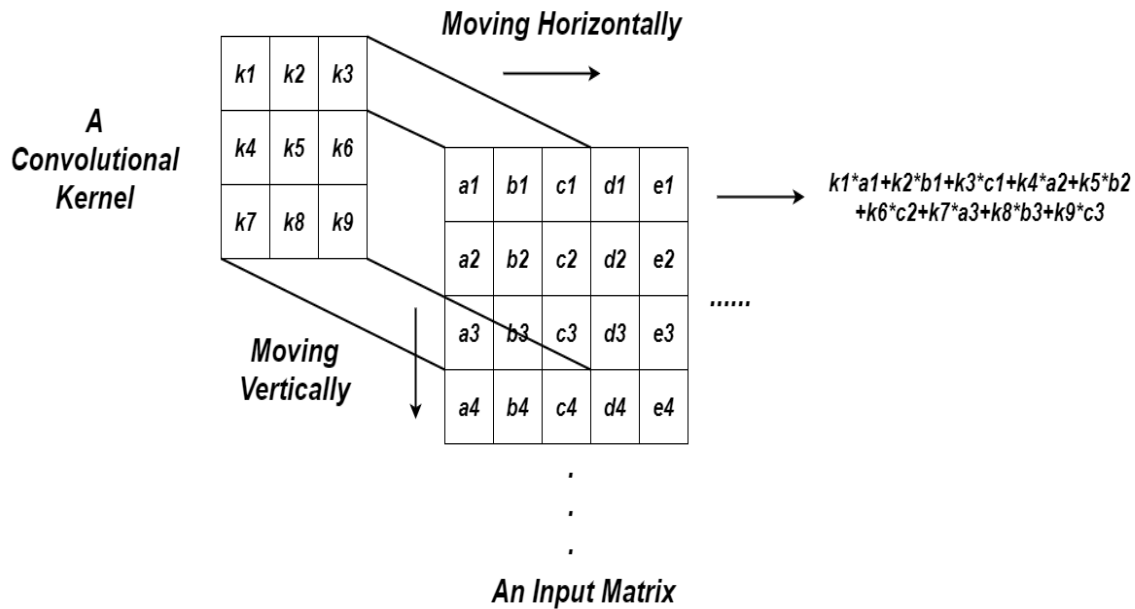 Moving Horizontally
A
Convolutional
Kernel
k1 k2 k3
k4 k5 k6
k7 k8 k9
a1 b1 c1 d1 e1
a2 b2 c2 d2 e2
a3 b3 c3 d3 e3
a4 b4 c4 d4 e4
k1*a1+k2*b1+k3*c1+k4*a2+k5*b2
+k6*c2+k7*a3+k8*b3+k9*c3
......
Moving
Vertically
.
.
.
An Input Matrix